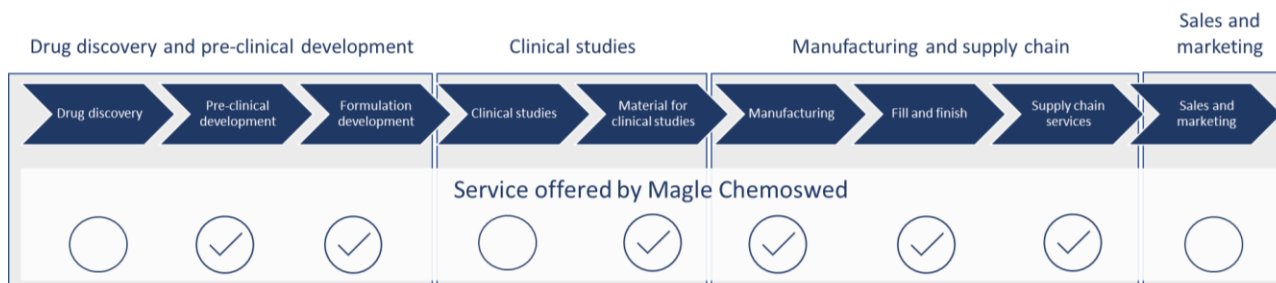 Drug discovery and pre-clinical development
Clinical studies
Manufacturing and supply chain
Sales and
marketing
Drug discovery
Pre-clinical
development
Formulation
development
Clinical studies
Material for
clinical studies
Manufacturing
Fill and finish
Supply chain
services
Sales and
marketing
Service offered by Magle Chemoswed